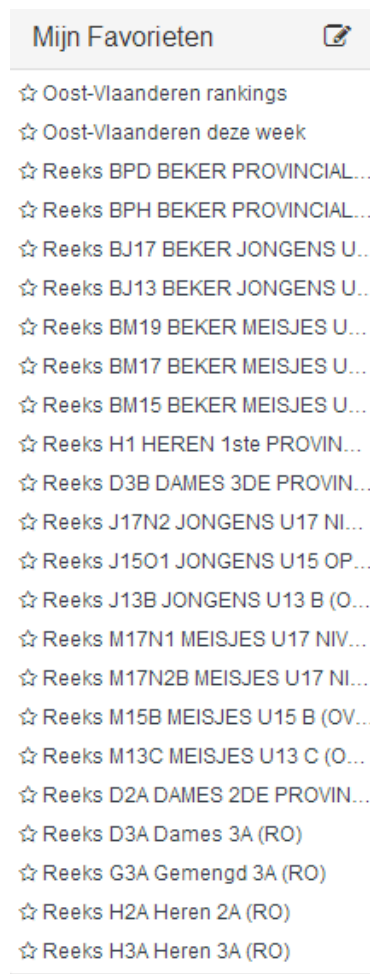 Mijn Favorieten
Oost-Vlaanderen rankings
Oost-Vlaanderen deze week
Reeks BPD BEKER PROVINCIAL...
Reeks BPH BEKER PROVINCIAL...
Reeks BJ17 BEKER JONGENS U...
Reeks BJ13 BEKER JONGENS U...
Reeks BM19 BEKER MEISJES U...
Reeks BM17 BEKER MEISJES U...
Reeks BM15 BEKER MEISJES U...
Reeks H1 HEREN 1ste PROVIN...
Reeks D3B DAMES 3DE PROVIN...
Reeks J17N2 JONGENS U17 NI...
Reeks J15O1 JONGENS U15 OP...
Reeks J13B JONGENS U13 B (O...
Reeks M17N1 MEISJES U17 NIV...
Reeks M17N2B MEISJES U17 NI...
Reeks M15B MEISJES U15 B (OV...
Reeks M13C MEISJES U13 C (O...
Reeks D2A DAMES 2DE PROVIN...
Reeks D3A Dames 3A (RO)
Reeks G3A Gemengd 3A (RO)
Reeks H2A Heren 2A (RO)
Reeks H3A Heren 3A (RO)